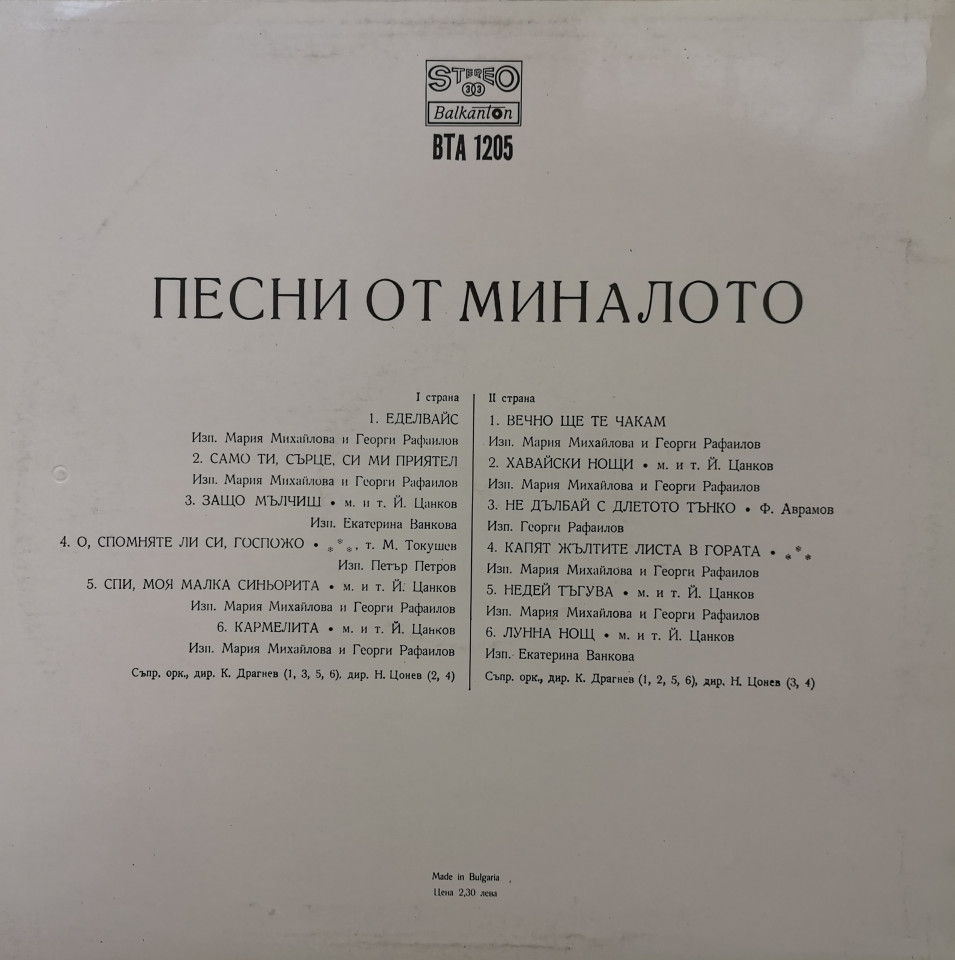 STEREO
33
Balkanton
ВТА 1205
ПЕСНИ ОТ МИНАЛОТО
I страна
1. ЕДЕЛВАЙС
Изп. Мария Михайлова и Георги Рафаилов
2. САМО ТИ, СЪРЦЕ, СИ МИ ПРИЯТЕЛ
Изп. Мария Михайлова и Георги Рафаилов
3. ЗАЩО МЪЛЧИШ • м. и т. Й. Цанков
Изп. Екатерина Ванкова
4. О, СПОМНЯТЕ ЛИ СИ, ГОСПОЖО • ***, т. М. Токушев
Изп. Петър Петров
5. СПИ, МОЯ МАЛКА СИНЬОРИТА • м. и т. Й. Цанков
Изп. Мария Михайлова и Георги Рафаилов
6. КАРМЕЛИТА • м. и т. Й. Цанков
Изп. Мария Михайлова и Георги Рафаилов
Съпр. орк., дир. К. Драгнев (1, 3, 5, 6), дир. Н. Цонев (2, 4)
II страна
1. ВЕЧНО ЩЕ ТЕ ЧАКАМ
Изп. Мария Михайлова и Георги Рафаилов
2. ХАВАЙСКИ НОЩИ • м. и т. Й. Цанков
Изп. Мария Михайлова и Георги Рафаилов
3. НЕ ДЪЛБАЙ С ДЛЕТОТО ТЪНКО • Ф. Аврамов
Изп. Георги Рафаилов
4. КАПЯТ ЖЪЛТИТЕ ЛИСТА В ГОРАТА • ***
Изп. Мария Михайлова и Георги Рафаилов
5. НЕДЕЙ ТЪГУВА • м. и т. Й. Цанков
Изп. Мария Михайлова и Георги Рафаилов
6. ЛУННА НОЩ • м. и т. Й. Цанков
Изп. Екатерина Ванкова
Съпр. орк., дир. К. Драгнев (1, 2, 5, 6), дир. Н. Цонев (3, 4)
Made in Bulgaria
Цена 2,30 лева